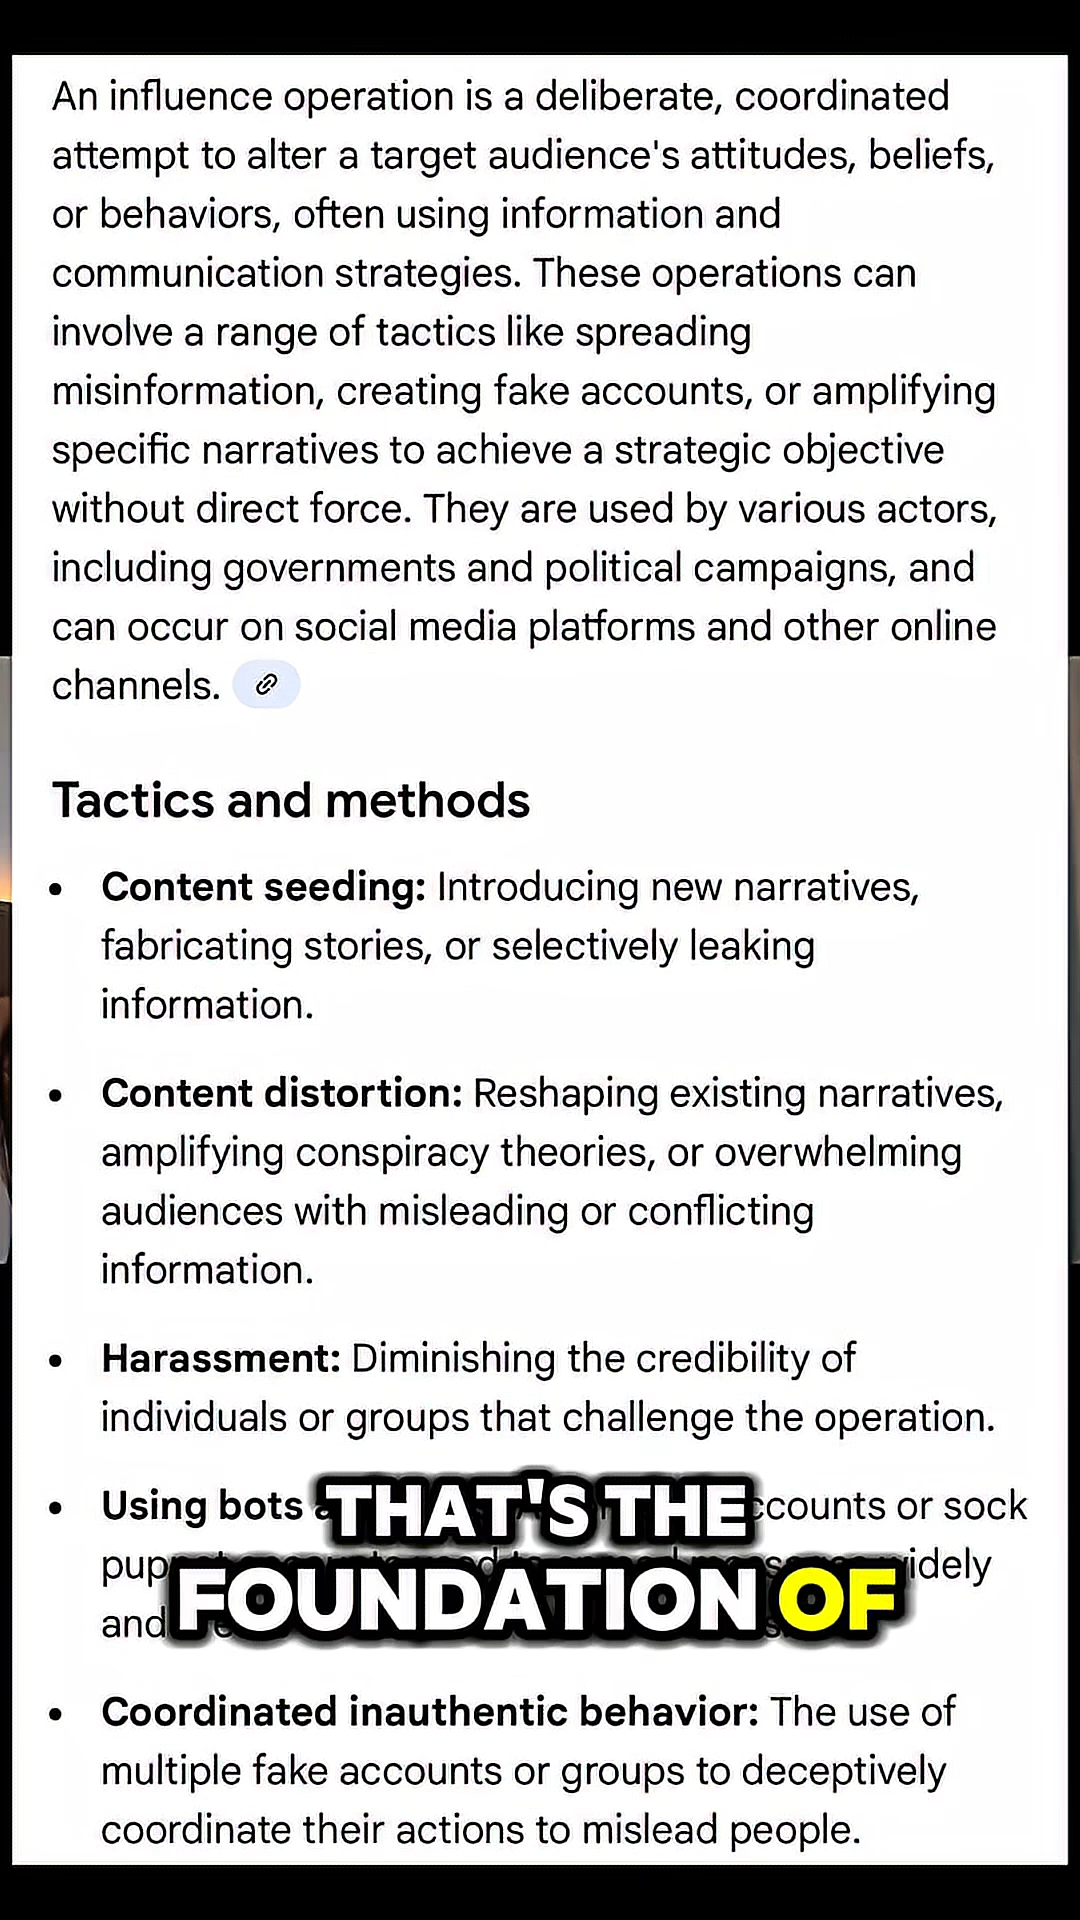 An influence operation is a deliberate, coordinated
attempt to alter a target audience's attitudes, beliefs,
or behaviors, often using information and
communication strategies. These operations can
involve a range of tactics like spreading
misinformation, creating fake accounts, or amplifying
specific narratives to achieve a strategic objective
without direct force. They are used by various actors,
including governments and political campaigns, and
can occur on social media platforms and other online
channels.
Tactics and methods
• Content seeding: Introducing new narratives,
fabricating stories, or selectively leaking
information.
• Content distortion: Reshaping existing narratives,
amplifying conspiracy theories, or overwhelming
audiences with misleading or conflicting
information.
• Harassment: Diminishing the credibility of
individuals or groups that challenge the operation.
• Using bots accounts or sock
widely
and
THAT'S THE
FOUNDATION OF
• Coordinated inauthentic behavior: The use of
multiple fake accounts or groups to deceptively
coordinate their actions to mislead people.